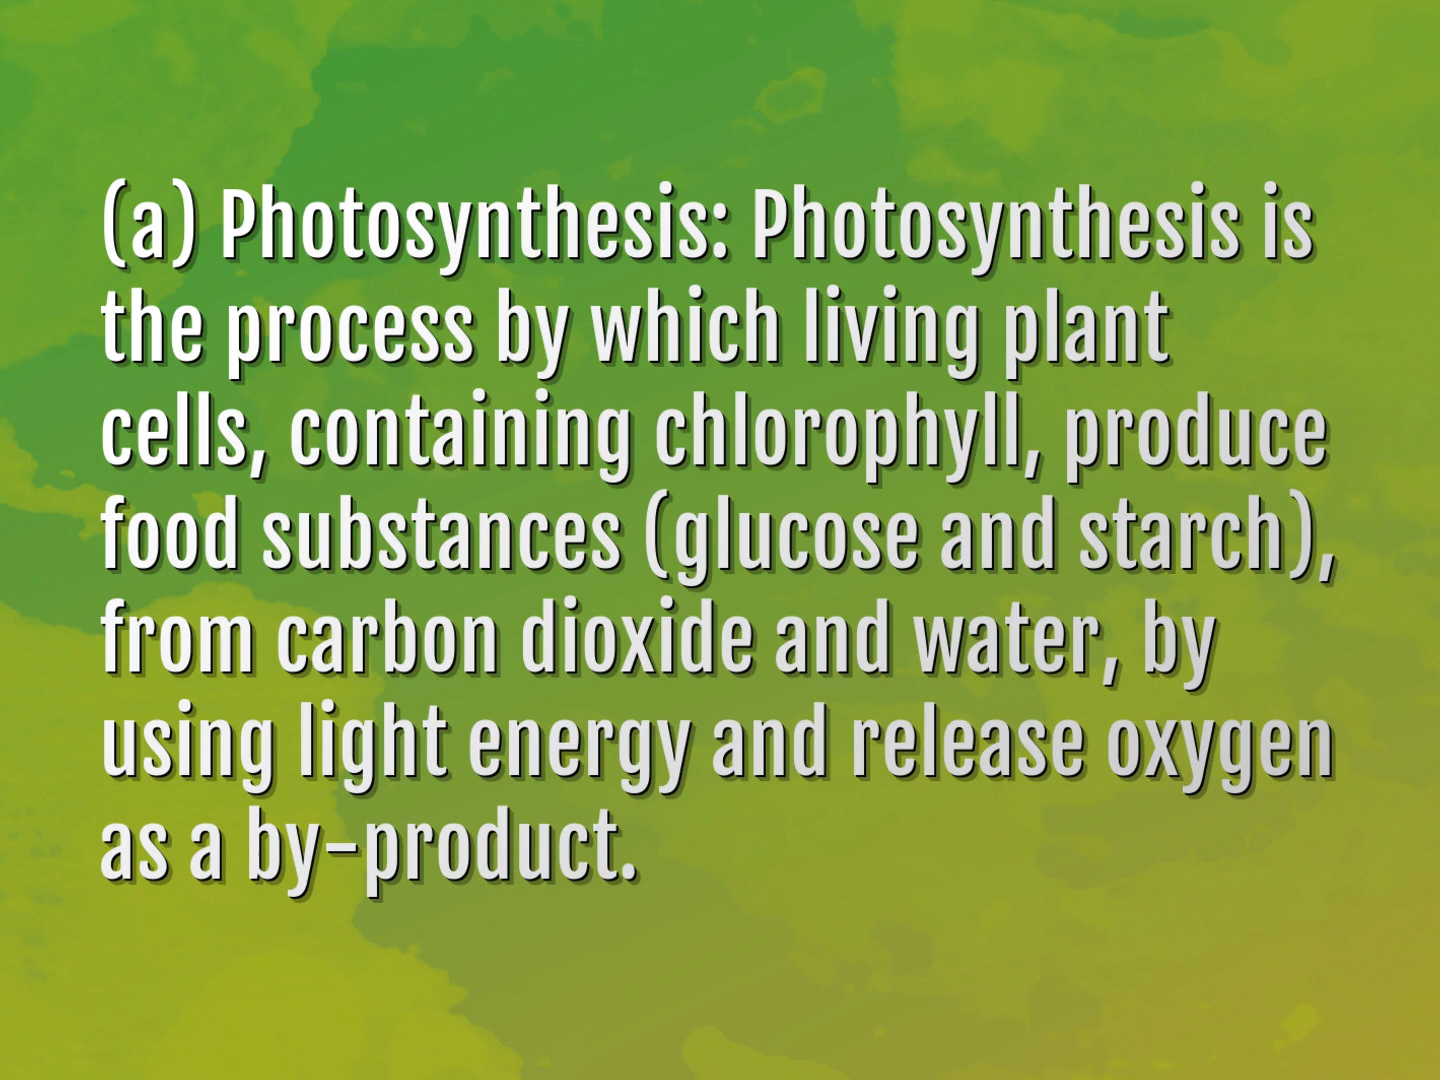 (a) Photosynthesis: Photosynthesis is
the process by which living plant
cells, containing chlorophyll, produce
food substances (glucose and starch),
from carbon dioxide and water, by
using light energy and release oxygen
as a by-product.